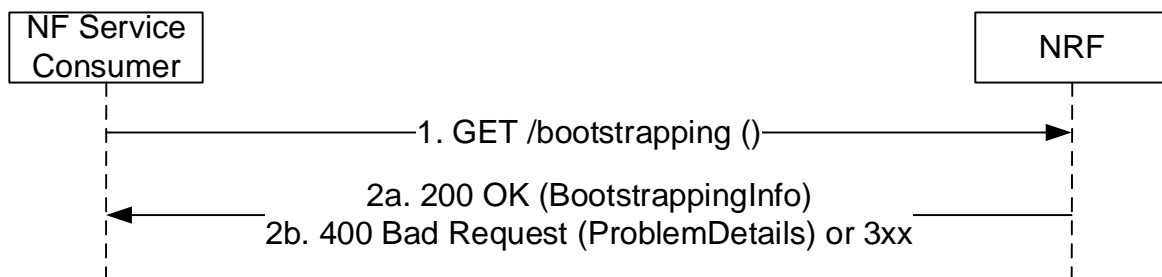 NF Service
Consumer
NRF
1. GET /bootstrapping ()
2a. 200 OK (BootstrappingInfo)
2b. 400 Bad Request (ProblemDetails) or 3xx